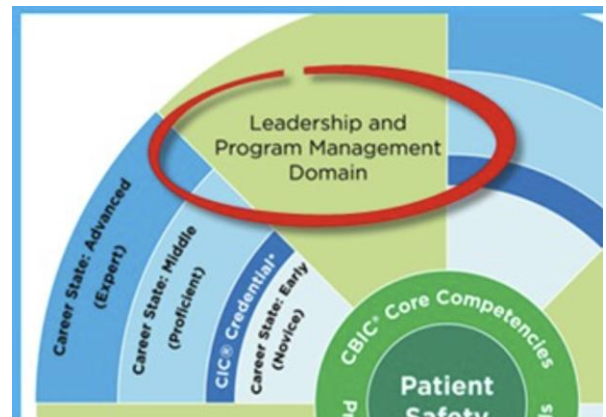 Leadership and
Program Management
Domain
Career State: Advanced
(Expert)
Career State: Middle
(Proficient)
CIC® Credential*
Career State: Early
(Novice)
CBIC® Core Competencies
Patient
Safety